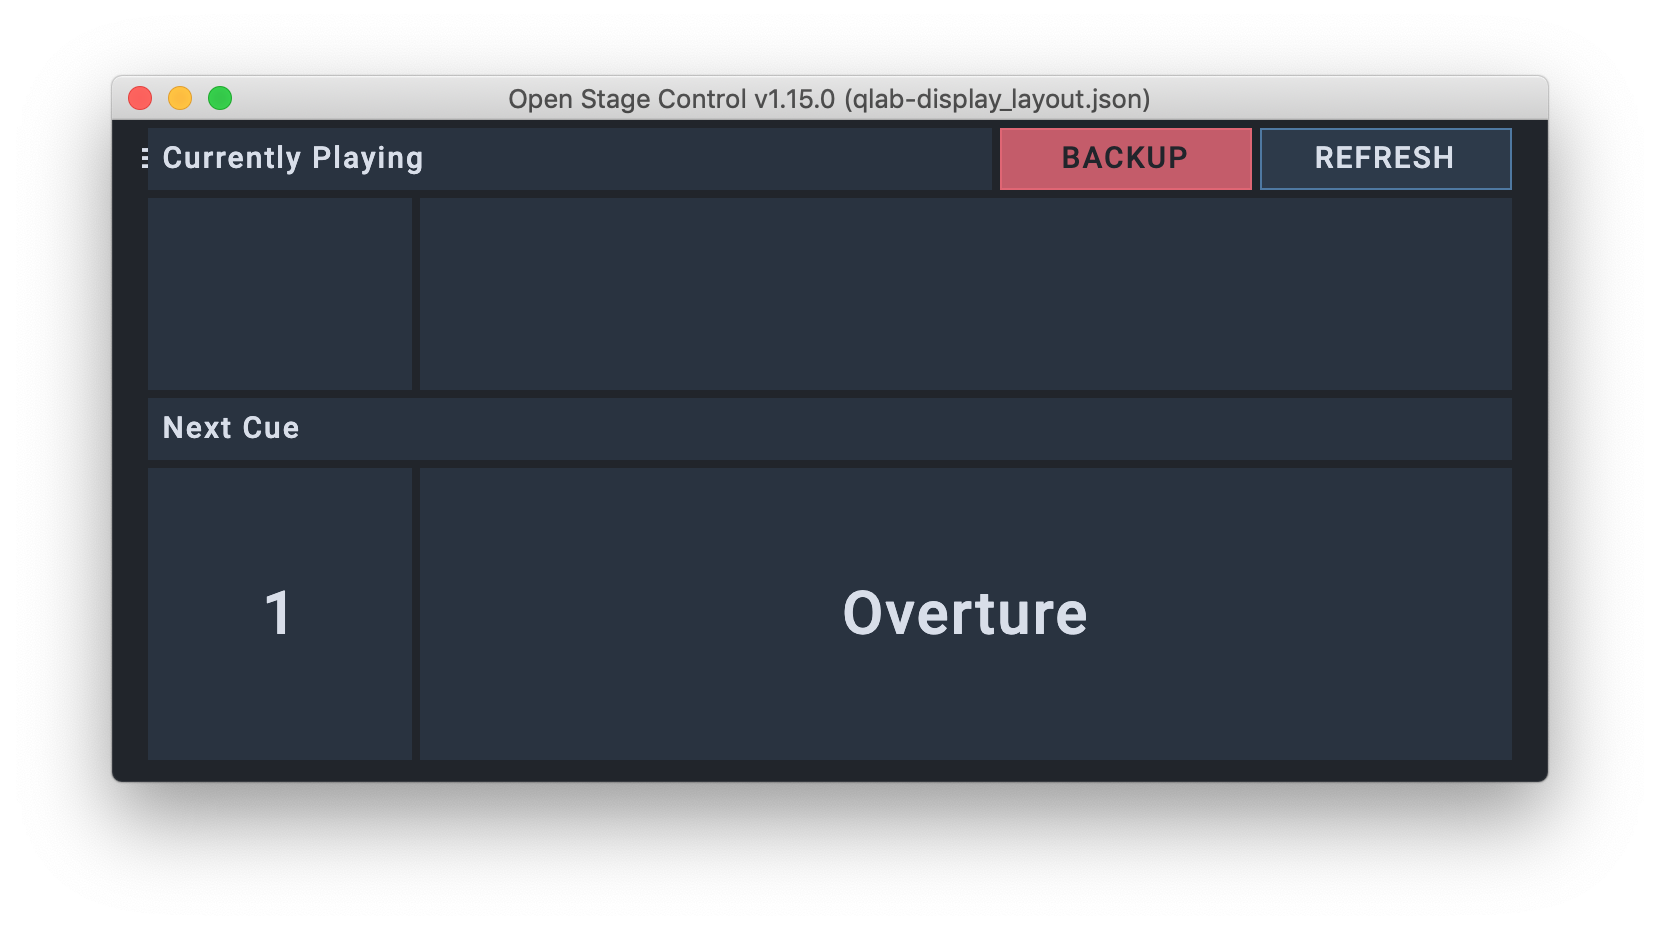 Open Stage Control v1.15.0 (qlab-display_layout.json)
Currently Playing
BACKUP
REFRESH
Next Cue
1
Overture